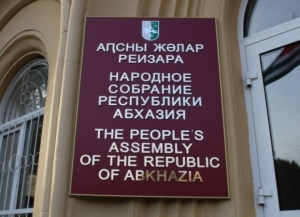 АԤСНЫ ЖӘЛАР
РЕИЗАРА
НАРОДНОЕ
СОБРАНИЕ
РЕСПУБЛИКИ
АБХАЗИЯ
THE PEOPLE´S
ASSEMBLY
OF THE REPUBLIC
OF ABKHAZIA